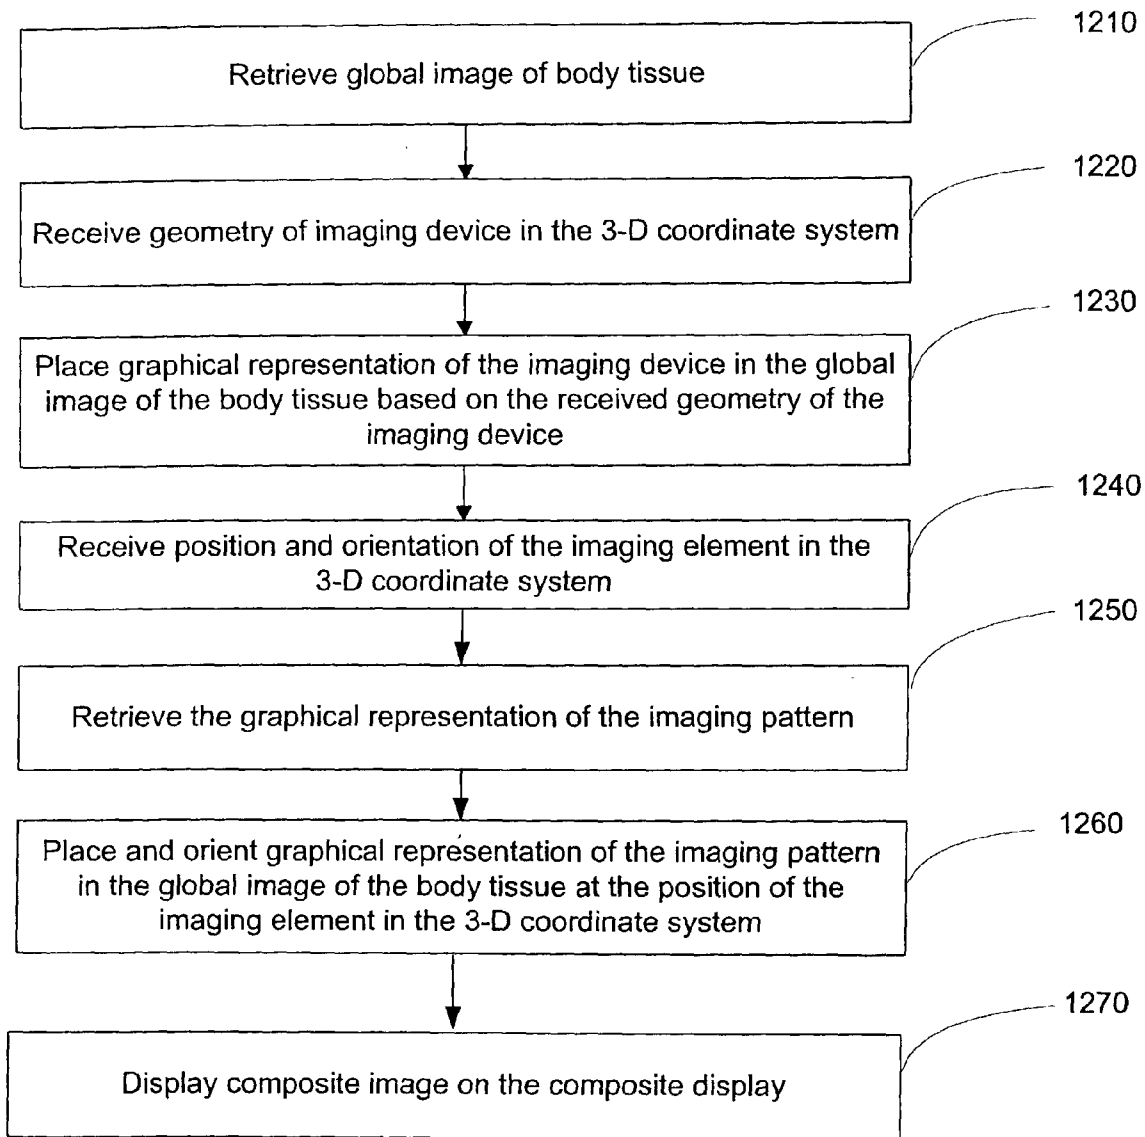 1210
Retrieve global image of body tissue
1220
Receive geometry of imaging device in the 3-D coordinate system
1230
Place graphical representation of the imaging device in the global
image of the body tissue based on the received geometry of the
imaging device
1240
Receive position and orientation of the imaging element in the
3-D coordinate system
1250
Retrieve the graphical representation of the imaging pattern
1260
Place and orient graphical representation of the imaging pattern
in the global image of the body tissue at the position of the
imaging element in the 3-D coordinate system
1270
Display composite image on the composite display